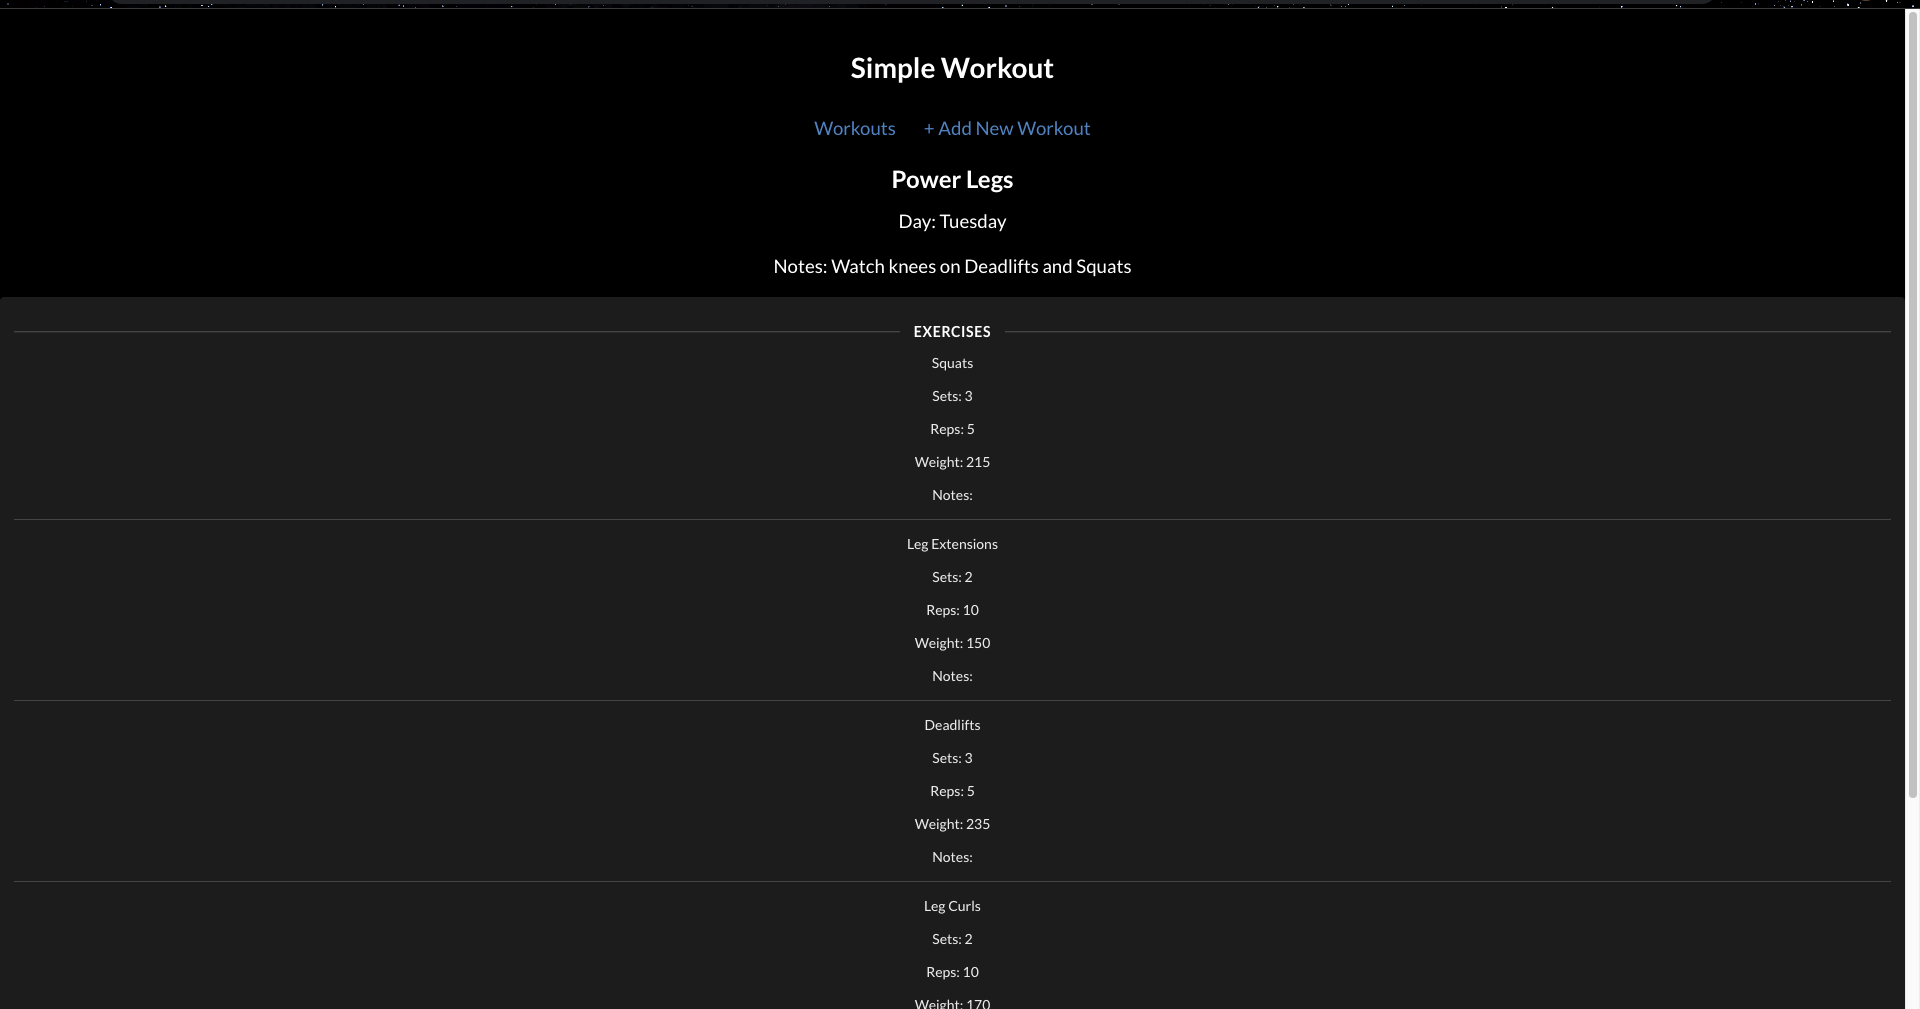 Simple Workout
Workouts + Add New Workout
Power Legs
Day: Tuesday
Notes: Watch knees on Deadlifts and Squats
EXERCISES
Squats
Sets: 3
Reps: 5
Weight: 215
Notes:
Leg Extensions
Sets: 2
Reps: 10
Weight: 150
Notes:
Deadlifts
Sets: 3
Reps: 5
Weight: 235
Notes:
Leg Curls
Sets: 2
Reps: 10
Weight: 170